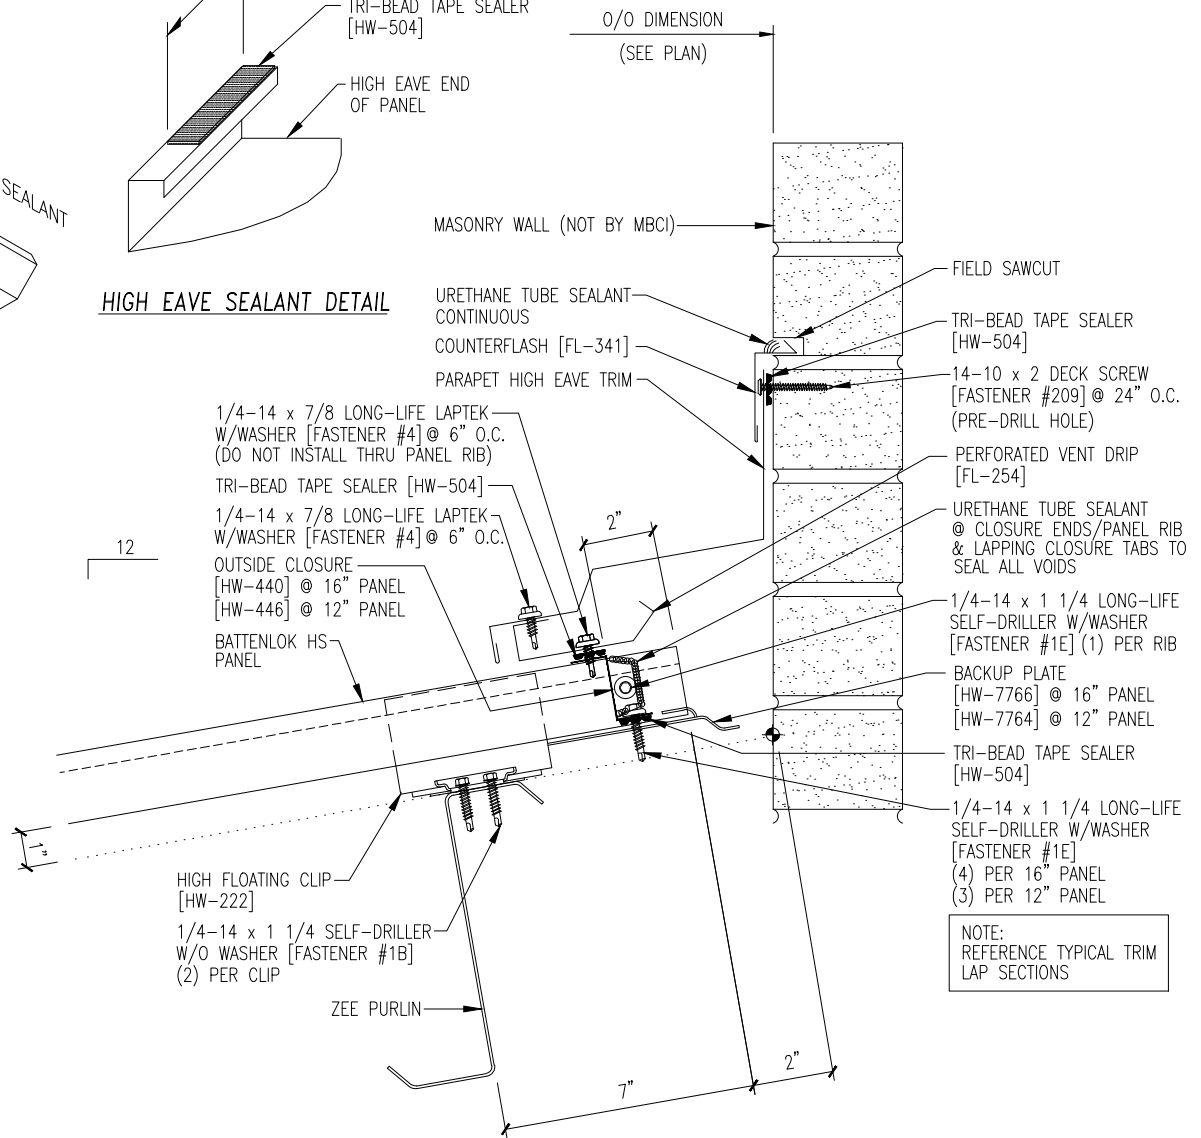 TRI-BEAD TAPE SEALER
[HW-504]
HIGH EAVE END
OF PANEL
SEALANT
HIGH EAVE SEALANT DETAIL
O/O DIMENSION
(SEE PLAN)
MASONRY WALL (NOT BY MBCI)
URETHANE TUBE SEALANT
CONTINUOUS
COUNTERFLASH [FL-341]
PARAPET HIGH EAVE TRIM
1/4-14 x 7/8 LONG-LIFE LAPTEK
W/WASHER [FASTENER #4] @ 6" O.C.
(DO NOT INSTALL THRU PANEL RIB)
TRI-BEAD TAPE SEALER [HW-504]
1/4-14 x 7/8 LONG-LIFE LAPTEK
W/WASHER [FASTENER #4] @ 6" O.C.
OUTSIDE CLOSURE
[HW-440] @ 16" PANEL
[HW-446] @ 12" PANEL
BATTENLOK HS
PANEL
12
2"
1"
HIGH FLOATING CLIP
[HW-222]
1/4-14 x 1 1/4 SELF-DRILLER
W/O WASHER [FASTENER #1B]
(2) PER CLIP
ZEE PURLIN
7"
2"
FIELD SAWCUT
TRI-BEAD TAPE SEALER
[HW-504]
14-10 x 2 DECK SCREW
[FASTENER #209] @ 24" O.C.
(PRE-DRILL HOLE)
PERFORATED VENT DRIP
[FL-254]
URETHANE TUBE SEALANT
@ CLOSURE ENDS/PANEL RIB
& LAPPING CLOSURE TABS TO
SEAL ALL VOIDS
1/4-14 x 1 1/4 LONG-LIFE
SELF-DRILLER W/WASHER
[FASTENER #1E] (1) PER RIB
BACKUP PLATE
[HW-7766] @ 16" PANEL
[HW-7764] @ 12" PANEL
TRI-BEAD TAPE SEALER
[HW-504]
1/4-14 x 1 1/4 LONG-LIFE
SELF-DRILLER W/WASHER
[FASTENER #1E]
(4) PER 16" PANEL
(3) PER 12" PANEL
NOTE:
REFERENCE TYPICAL TRIM
LAP SECTIONS